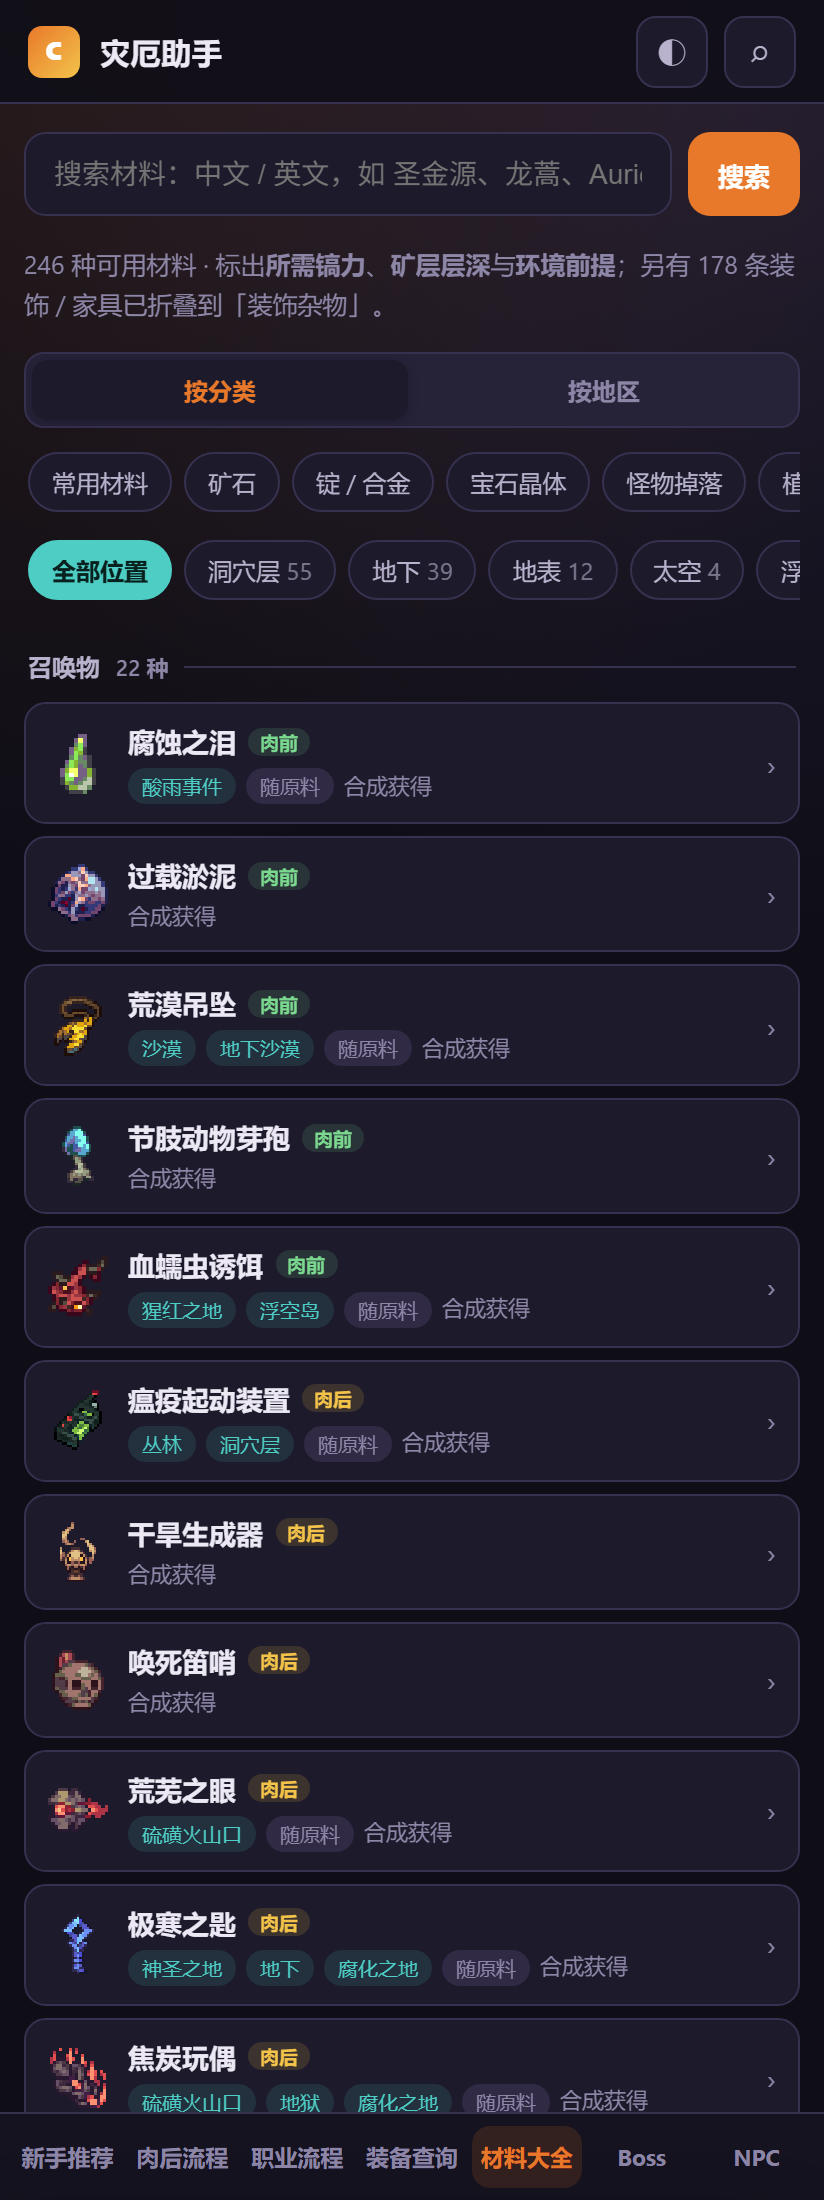 C 灾厄助手
搜索材料：中文 / 英文，如 圣金源、龙蒿、Auri
搜索
246 种可用材料 · 标出所需镐力、矿层层深与环境前提；另有 178 条装
饰 / 家具已折叠到「装饰杂物」。
按分类 按地区
常用材料 矿石 锭 / 合金 宝石晶体 怪物掉落 植
全部位置 洞穴层 55 地下 39 地表 12 太空 4 浮
召唤物 22 种
腐蚀之泪 肉前
酸雨事件 随原料 合成获得
过载淤泥 肉前
合成获得
荒漠吊坠 肉前
沙漠 地下沙漠 随原料 合成获得
节肢动物芽孢 肉前
合成获得
血蠕虫诱饵 肉前
猩红之地 浮空岛 随原料 合成获得
瘟疫起动装置 肉后
丛林 洞穴层 随原料 合成获得
干旱生成器 肉后
合成获得
唤死笛哨 肉后
合成获得
荒芜之眼 肉后
硫磺火山口 随原料 合成获得
极寒之匙 肉后
神圣之地 地下 腐化之地 随原料 合成获得
焦炭玩偶 肉后
硫磺火山口 地狱 腐化之地 随原料 合成获得
新手推荐 肉后流程 职业流程 装备查询 材料大全 Boss NPC